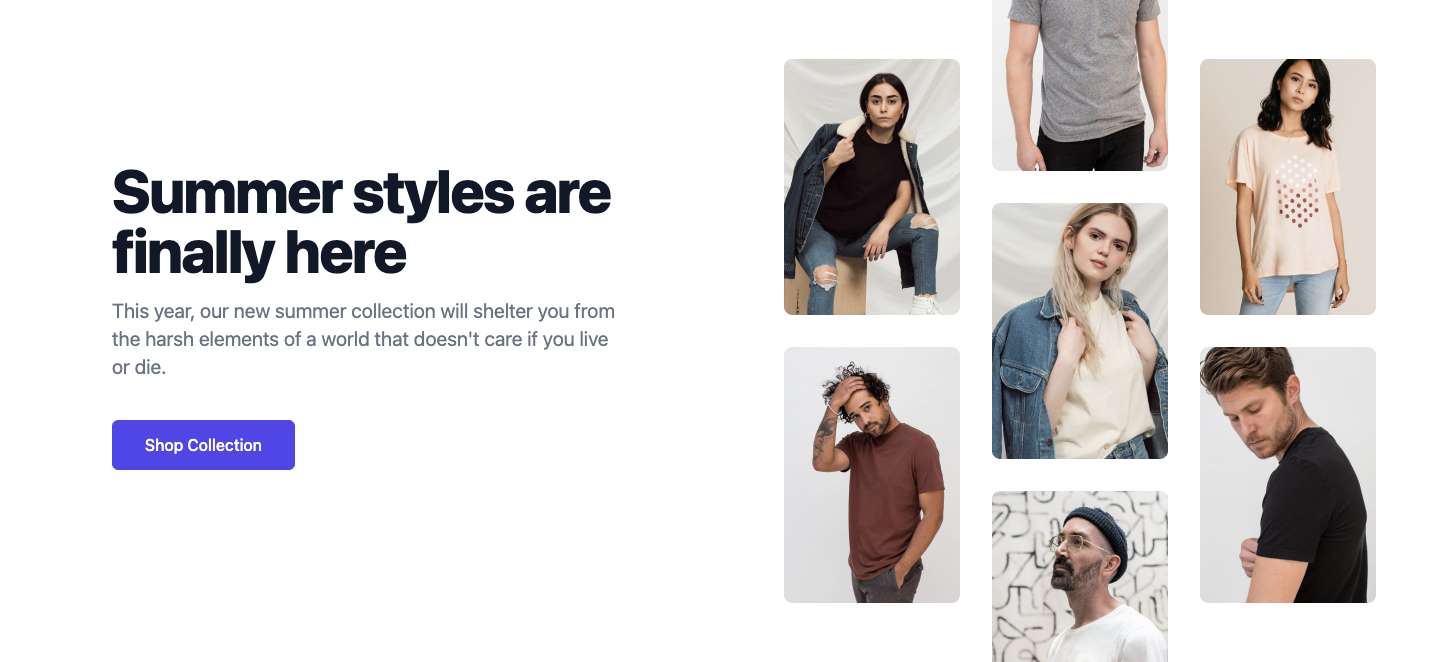 Summer styles are
finally here
This year, our new summer collection will shelter you from
the harsh elements of a world that doesn't care if you live
or die.
Shop Collection